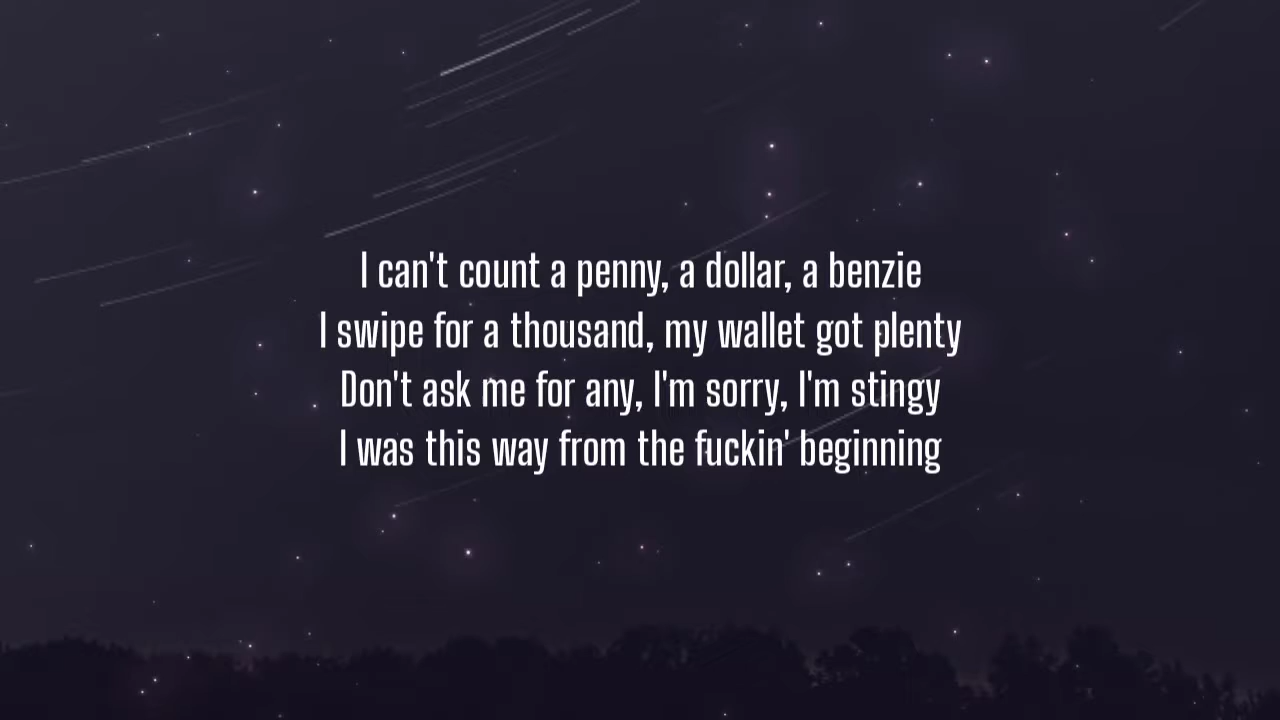 I can't count a penny, a dollar, a benzie
I swipe for a thousand, my wallet got plenty
Don't ask me for any, I'm sorry, I'm stingy
I was this way from the fuckin' beginning